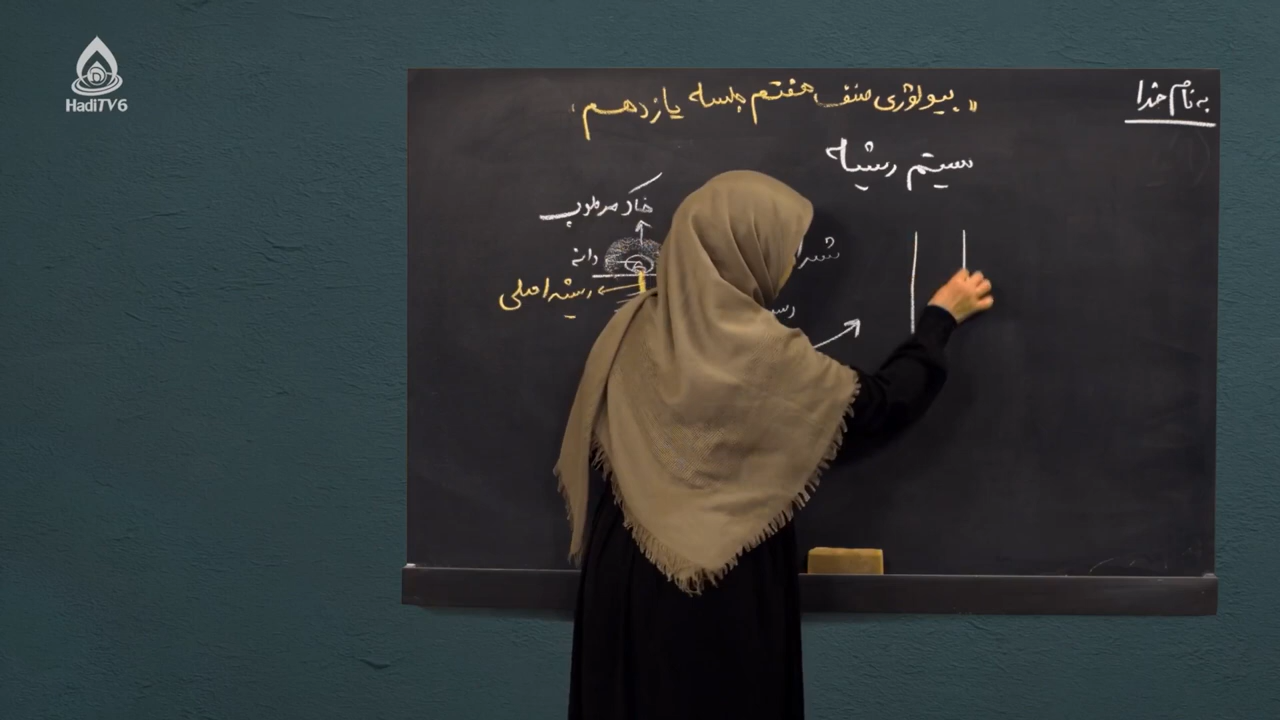 HadiTV6
به نام خدا
«بیولوژی صنف هفتم جلسه یازدهم»
سیستم ریشه
خاک مرطوب
دانه
ریشه اصلی